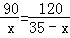 90/x = 120/(35 − x)